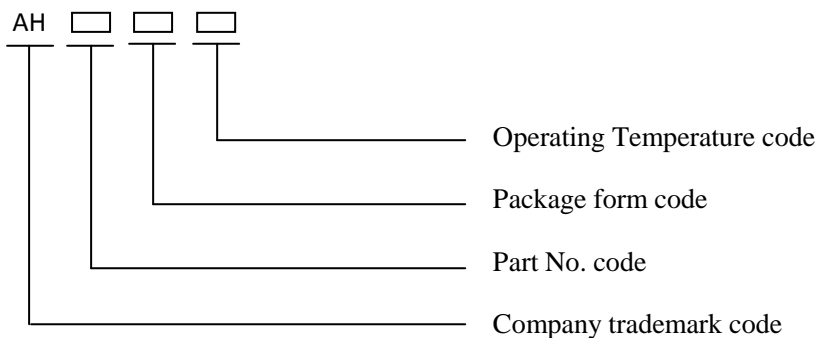 AH
Operating Temperature code
Package form code
Part No. code
Company trademark code